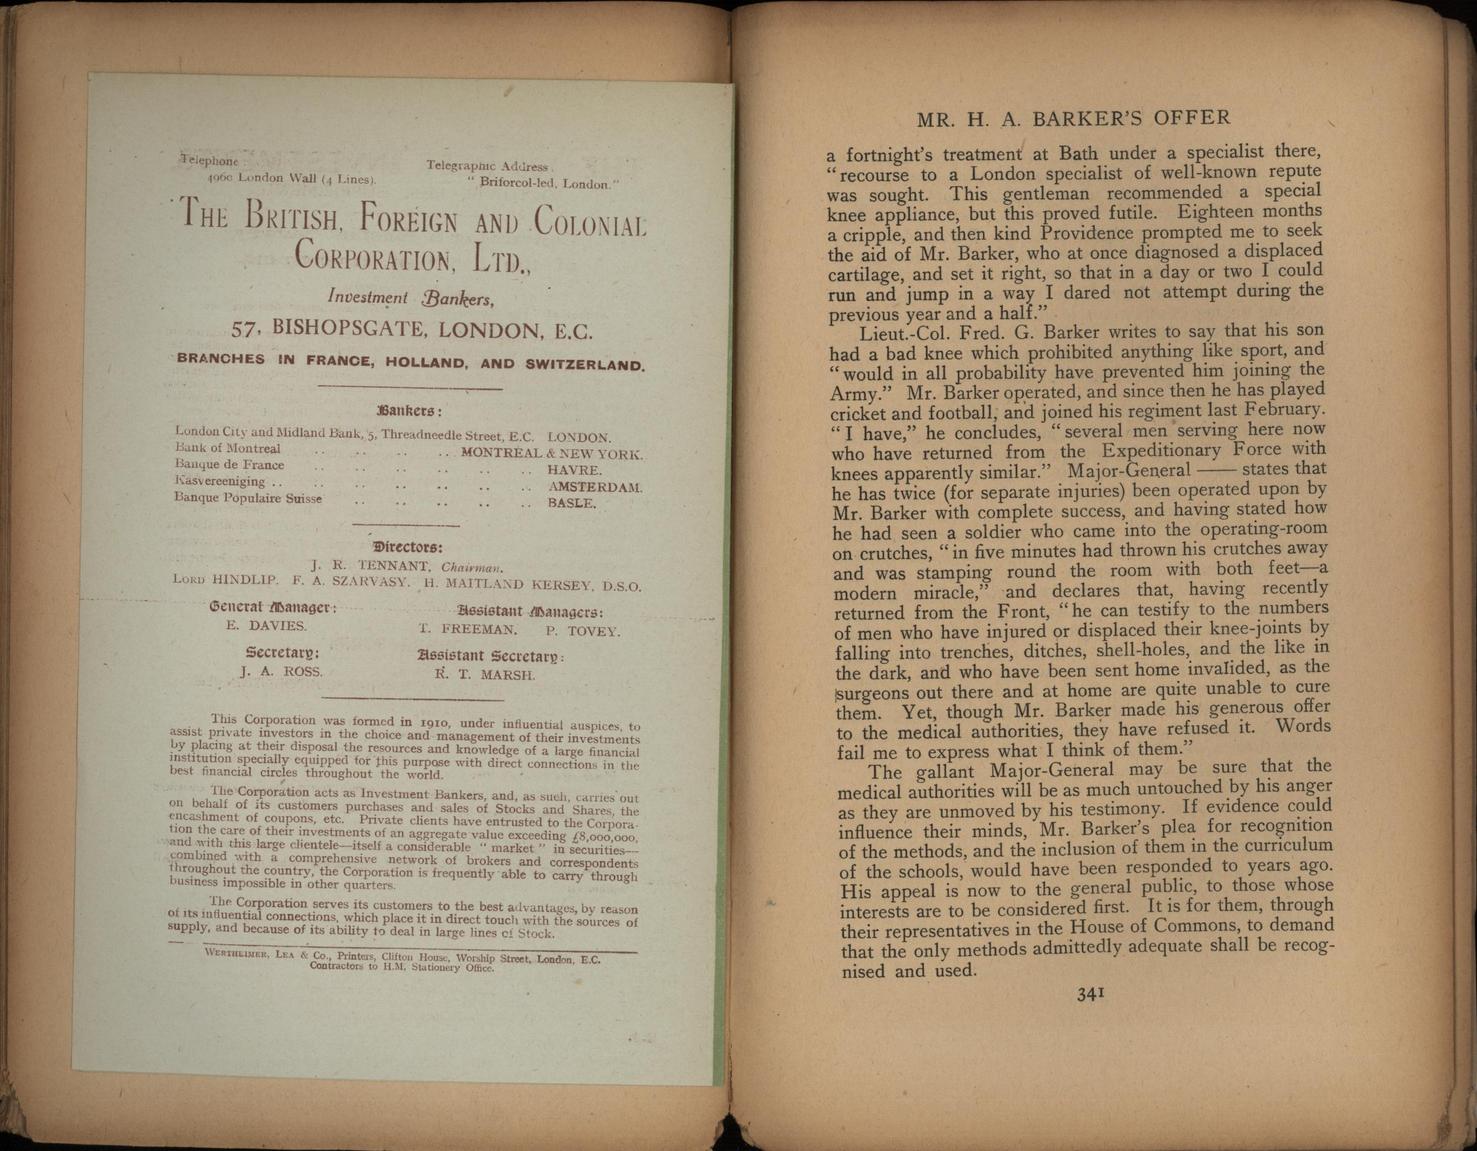 Telephone:
4960 London Wall (4 Lines).
Telegraphic Address.
"Briforcol-led, London."
THE BRITISH, FOREIGN AND COLONIAL
CORPORATION, LTD.,
Investment Bankers,
57, BISHOPSGATE, LONDON, E.C.
BRANCHES IN FRANCE, HOLLAND, AND SWITZERLAND.
Bankers:
London City and Midland Bank, 5, Threadneedle Street, E.C. LONDON.
Bank of Montreal .. .. .. .. MONTREAL & NEW YORK.
Banque de France .. .. .. .. .. .. HAVRE.
Kasvereeniging .. .. .. .. .. .. .. AMSTERDAM.
Banque Populaire Suisse .. .. .. .. .. BASLE.
Directors:
J. R. TENNANT, Chairman.
LORD HINDLIP. F. A. SZARVASY. H. MAITLAND KERSEY, D.S.O.
General Manager:
E. DAVIES.
Assistant Managers:
T. FREEMAN. P. TOVEY.
Secretary:
J. A. ROSS.
Assistant Secretary:
R. T. MARSH.
This Corporation was formed in 1910, under influential auspices, to
assist private investors in the choice and management of their investments
by placing at their disposal the resources and knowledge of a large financial
institution specially equipped for this purpose with direct connections in the
best financial circles throughout the world.
The Corporation acts as Investment Bankers, and, as such, carries out
on behalf of its customers purchases and sales of Stocks and Shares, the
encashment of coupons, etc. Private clients have entrusted to the Corpora-
tion the care of their investments of an aggregate value exceeding £8,000,000,
and with this large clientele—itself a considerable "market" in securities—
combined with a comprehensive network of brokers and correspondents
throughout the country, the Corporation is frequently able to carry through
business impossible in other quarters.
The Corporation serves its customers to the best advantages, by reason
of its influential connections, which place it in direct touch with the sources of
supply, and because of its ability to deal in large lines of Stock.
WERTHEIMER, LEA & Co., Printers, Clifton House, Worship Street, London, E.C.
Contractors to H.M. Stationery Office.
MR. H. A. BARKER'S OFFER
a fortnight's treatment at Bath under a specialist there,
"recourse to a London specialist of well-known repute
was sought. This gentleman recommended a special
knee appliance, but this proved futile. Eighteen months
a cripple, and then kind Providence prompted me to seek
the aid of Mr. Barker, who at once diagnosed a displaced
cartilage, and set it right, so that in a day or two I could
run and jump in a way I dared not attempt during the
previous year and a half."
Lieut.-Col. Fred. G. Barker writes to say that his son
had a bad knee which prohibited anything like sport, and
"would in all probability have prevented him joining the
Army." Mr. Barker operated, and since then he has played
cricket and football, and joined his regiment last February.
"I have," he concludes, "several men serving here now
who have returned from the Expeditionary Force with
knees apparently similar." Major-General —— states that
he has twice (for separate injuries) been operated upon by
Mr. Barker with complete success, and having stated how
he had seen a soldier who came into the operating-room
on crutches, "in five minutes had thrown his crutches away
and was stamping round the room with both feet—a
modern miracle," and declares that, having recently
returned from the Front, "he can testify to the numbers
of men who have injured or displaced their knee-joints by
falling into trenches, ditches, shell-holes, and the like in
the dark, and who have been sent home invalided, as the
surgeons out there and at home are quite unable to cure
them. Yet, though Mr. Barker made his generous offer
to the medical authorities, they have refused it. Words
fail me to express what I think of them."
The gallant Major-General may be sure that the
medical authorities will be as much untouched by his anger
as they are unmoved by his testimony. If evidence could
influence their minds, Mr. Barker's plea for recognition
of the methods, and the inclusion of them in the curriculum
of the schools, would have been responded to years ago.
His appeal is now to the general public, to those whose
interests are to be considered first. It is for them, through
their representatives in the House of Commons, to demand
that the only methods admittedly adequate shall be recog-
nised and used.
341